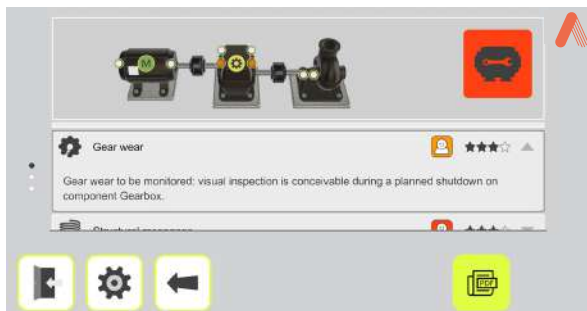 M
Gear wear
Gear wear to be monitored: visual inspection is conceivable during a planned shutdown on
component Gearbox.
PDF